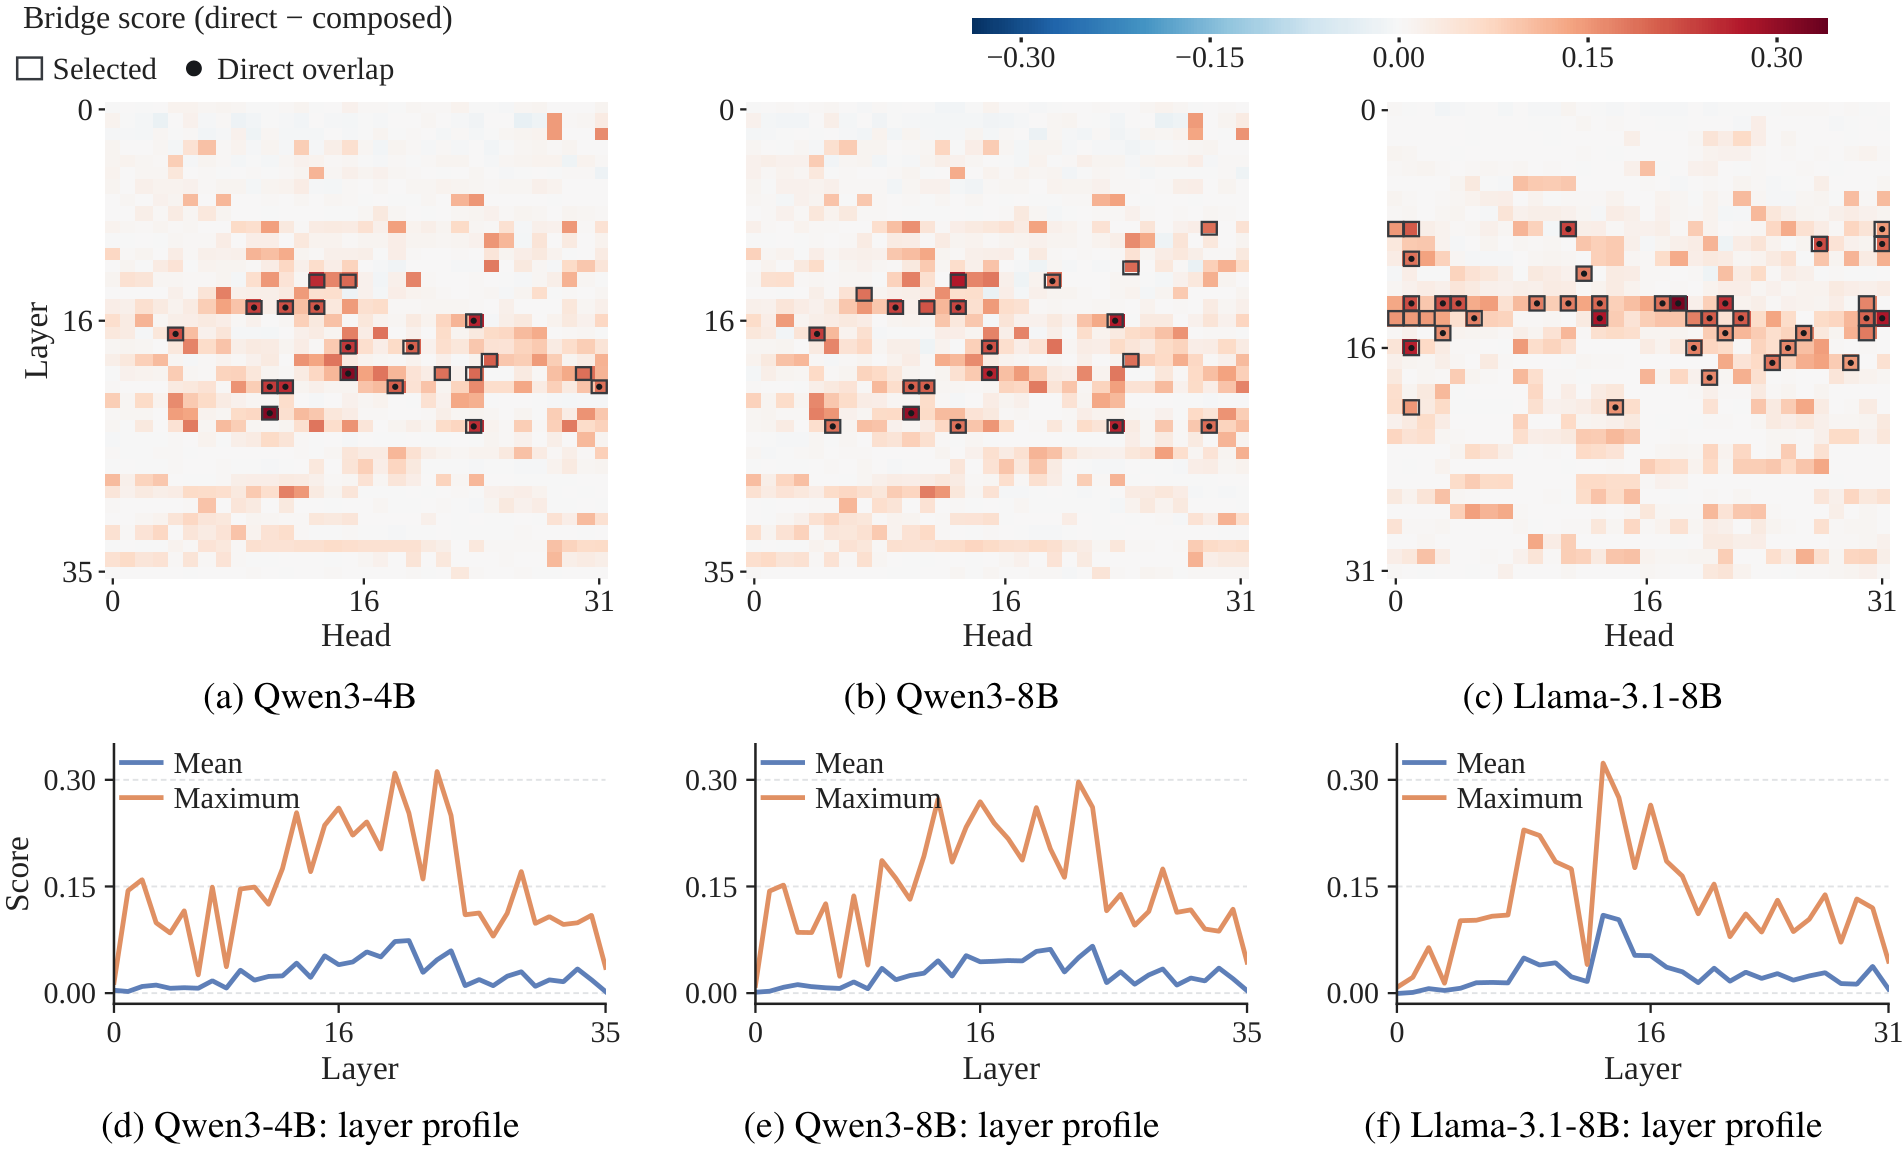 Bridge score (direct − composed)
Selected
Direct overlap
−0.30 −0.15 0.00 0.15 0.30
Layer
0
16
35
0 16 31
Head
0
16
35
0 16 31
Head
0
16
31
0 16 31
Head
(a) Qwen3-4B
(b) Qwen3-8B
(c) Llama-3.1-8B
Score
0.30
0.15
0.00
Mean
Maximum
0 16 35
Layer
0.30
0.15
0.00
Mean
Maximum
0 16 35
Layer
0.30
0.15
0.00
Mean
Maximum
0 16 31
Layer
(d) Qwen3-4B: layer profile
(e) Qwen3-8B: layer profile
(f) Llama-3.1-8B: layer profile